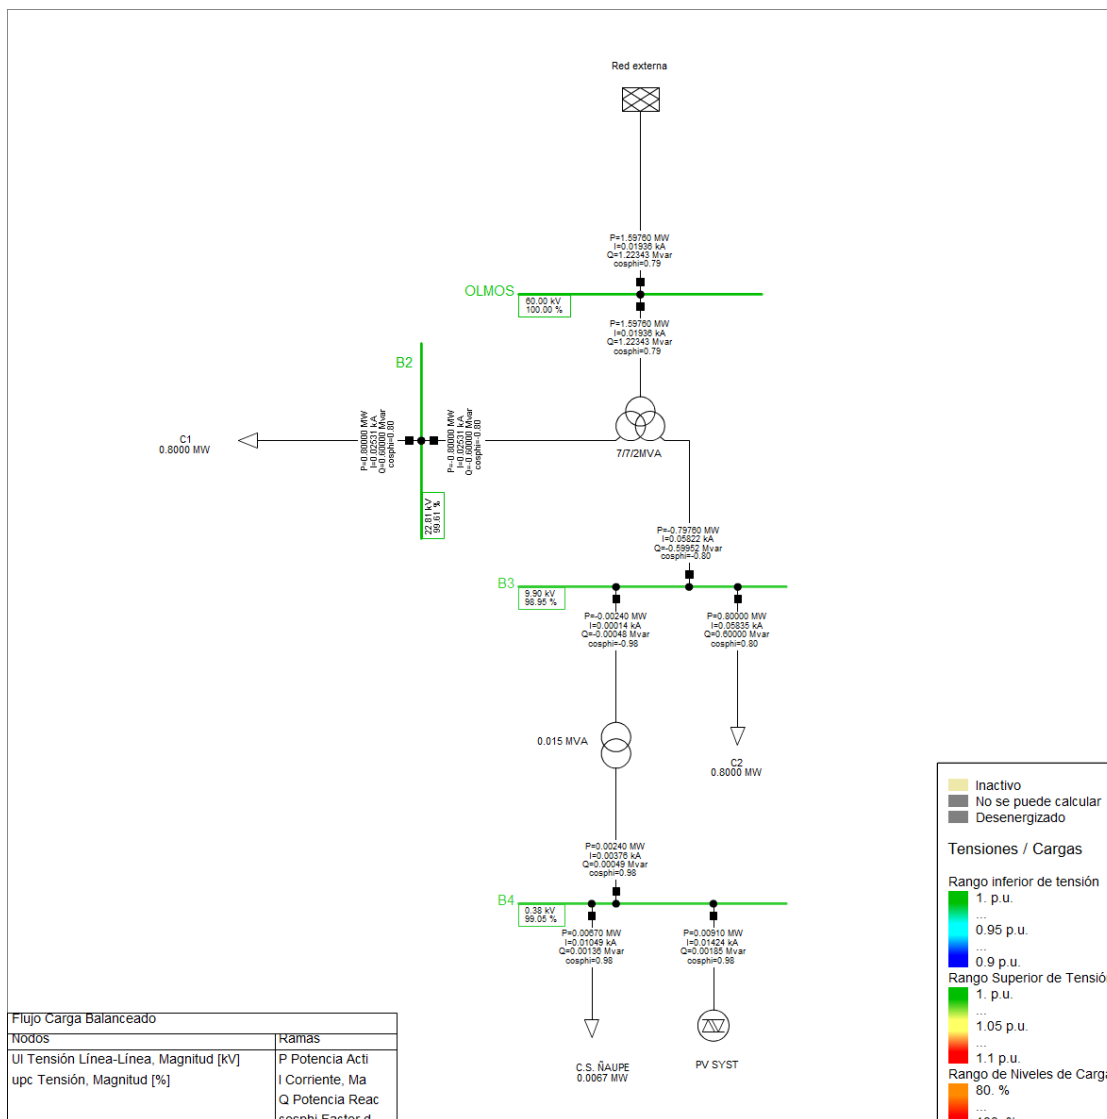 Red externa
P=1.59760 MW
I=0.01936 kA
Q=1.22343 Mvar
cosphi=0.79
OLMOS
60.00 kV
100.00 %
P=1.59760 MW
I=0.01936 kA
Q=1.22343 Mvar
cosphi=0.79
B2
C1
0.8000 MW
P=0.80000 MW
I=0.02531 kA
Q=0.60000 Mvar
cosphi=0.80
P=-0.80000 MW
I=0.02531 kA
Q=-0.60000 Mvar
cosphi=-0.80
7/7/2MVA
22.81 kV
99.61 %
P=-0.79760 MW
I=0.05822 kA
Q=-0.59952 Mvar
cosphi=-0.80
B3
9.90 kV
98.95 %
P=-0.00240 MW
I=0.00014 kA
Q=-0.00048 Mvar
cosphi=-0.98
P=0.80000 MW
I=0.05835 kA
Q=0.60000 Mvar
cosphi=0.80
0.015 MVA
C2
0.8000 MW
P=0.00240 MW
I=0.00376 kA
Q=0.00049 Mvar
cosphi=0.98
B4
0.38 kV
99.05 %
P=0.00670 MW
I=0.01049 kA
Q=0.00136 Mvar
cosphi=0.98
P=0.00910 MW
I=0.01424 kA
Q=0.00185 Mvar
cosphi=0.98
C.S. ÑAUPE
0.0067 MW
PV SYST
Inactivo
No se puede calcular
Desenergizado
Tensiones / Cargas
Rango inferior de tensión
1. p.u.
...
0.95 p.u.
...
0.9 p.u.
Rango Superior de Tensión
1. p.u.
...
1.05 p.u.
...
1.1 p.u.
Rango de Niveles de Carga
80. %
...
Flujo Carga Balanceado
Nodos
Ramas
Ul Tensión Línea-Línea, Magnitud [kV]
P Potencia Acti
upc Tensión, Magnitud [%]
I Corriente, Ma
Q Potencia Reac